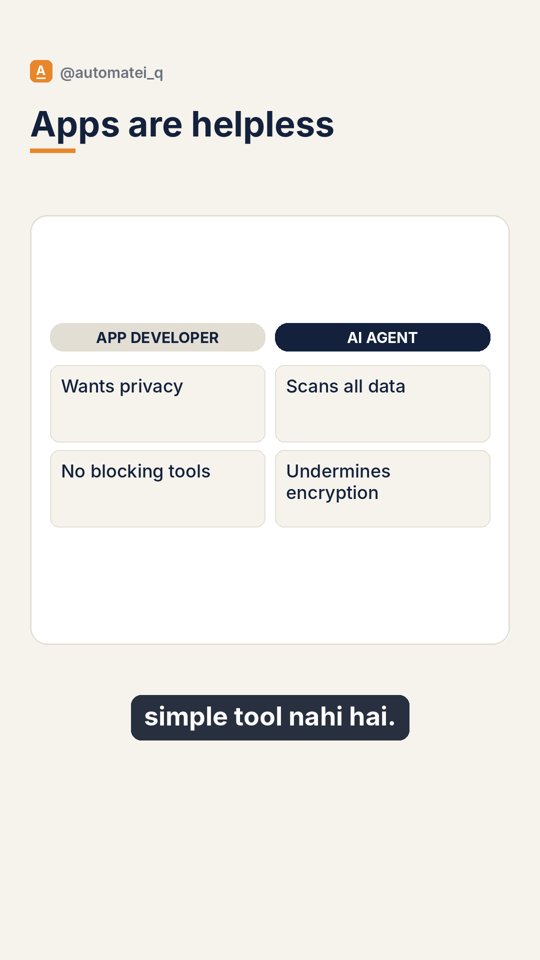 A
@automatei_q
Apps are helpless
APP DEVELOPER
AI AGENT
Wants privacy
Scans all data
No blocking tools
Undermines
encryption
simple tool nahi hai.